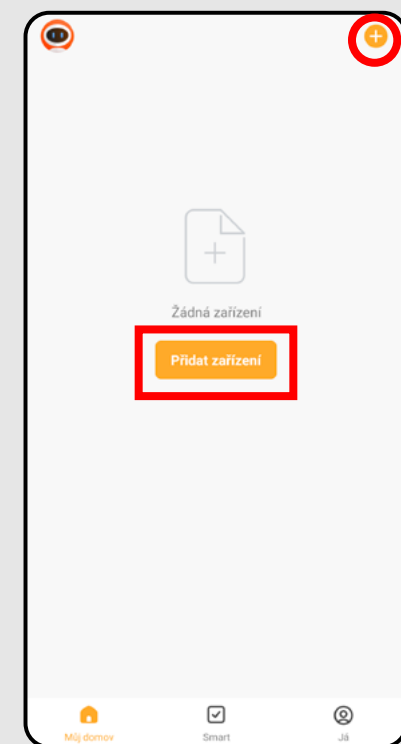 Žádná zařízení
Přidat zařízení
Můj domov
Smart
Já